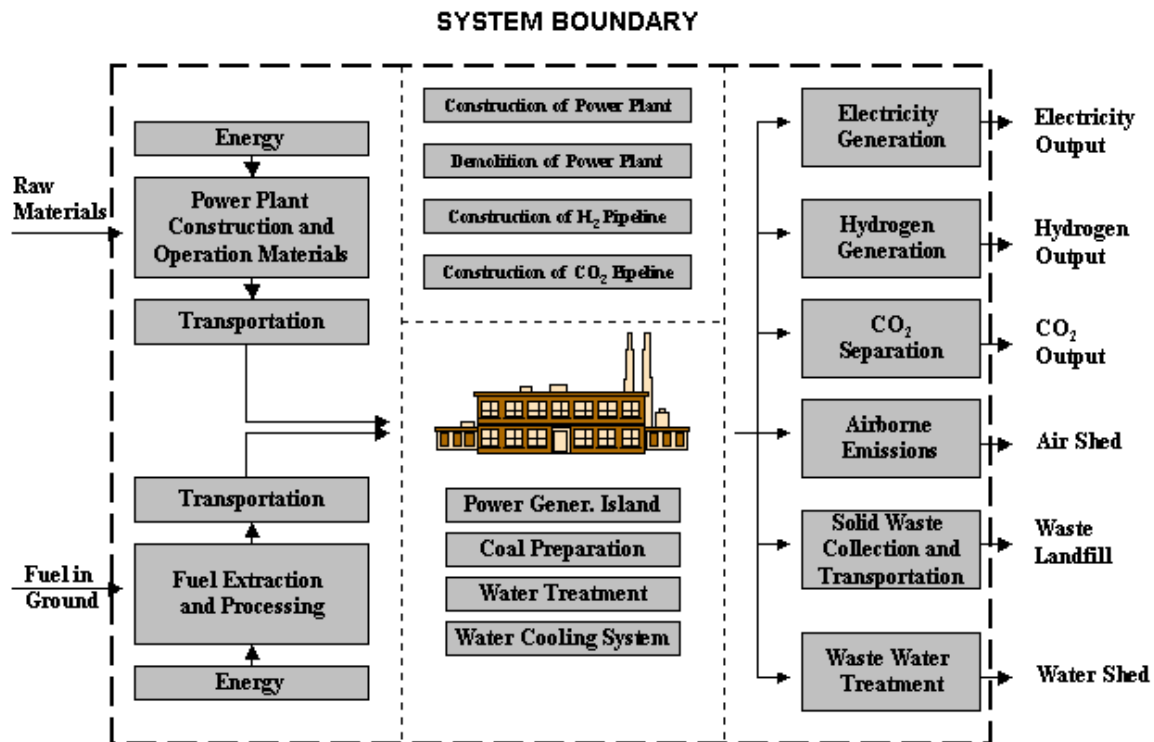 SYSTEM BOUNDARY
Raw
Materials
Fuel in
Ground
Energy
Power Plant
Construction and
Operation Materials
Transportation
Transportation
Fuel Extraction
and Processing
Energy
Construction of Power Plant
Demolition of Power Plant
Construction of H₂ Pipeline
Construction of CO₂ Pipeline
Power Gener. Island
Coal Preparation
Water Treatment
Water Cooling System
Electricity
Generation
Hydrogen
Generation
CO₂
Separation
Airborne
Emissions
Solid Waste
Collection and
Transportation
Waste Water
Treatment
Electricity
Output
Hydrogen
Output
CO₂
Output
Air Shed
Waste
Landfill
Water Shed